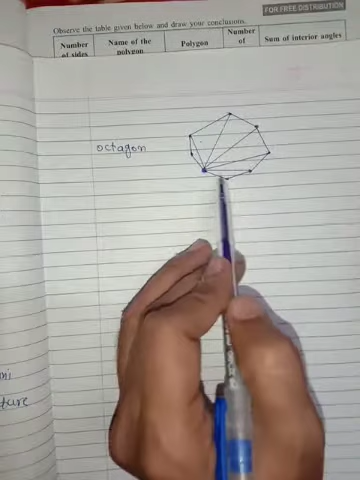 FOR FREE DISTRIBUTION
Observe the table given below and draw your conclusions.
Number of sides
Name of the polygon
Polygon
Number of
Sum of interior angles
octagon
ture